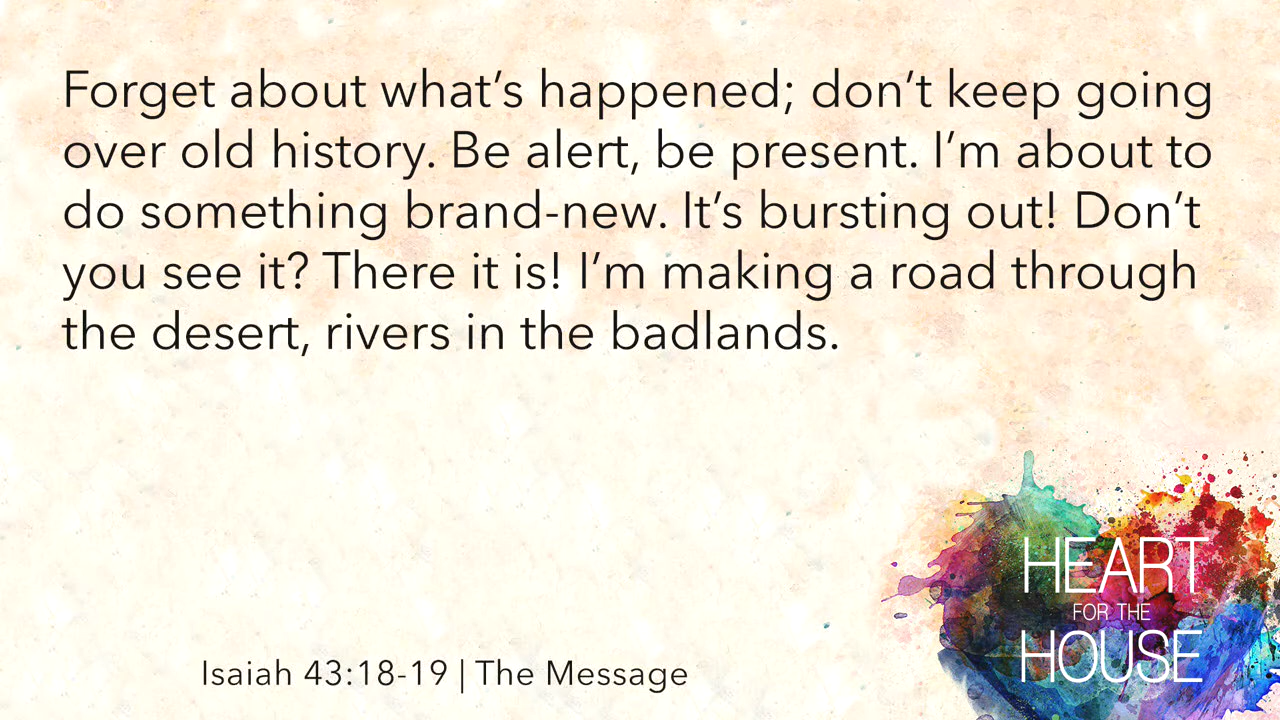 Forget about what’s happened; don’t keep going
over old history. Be alert, be present. I’m about to
do something brand-new. It’s bursting out! Don’t
you see it? There it is! I’m making a road through
the desert, rivers in the badlands.
HEART
FOR THE
HOUSE
Isaiah 43:18-19 | The Message